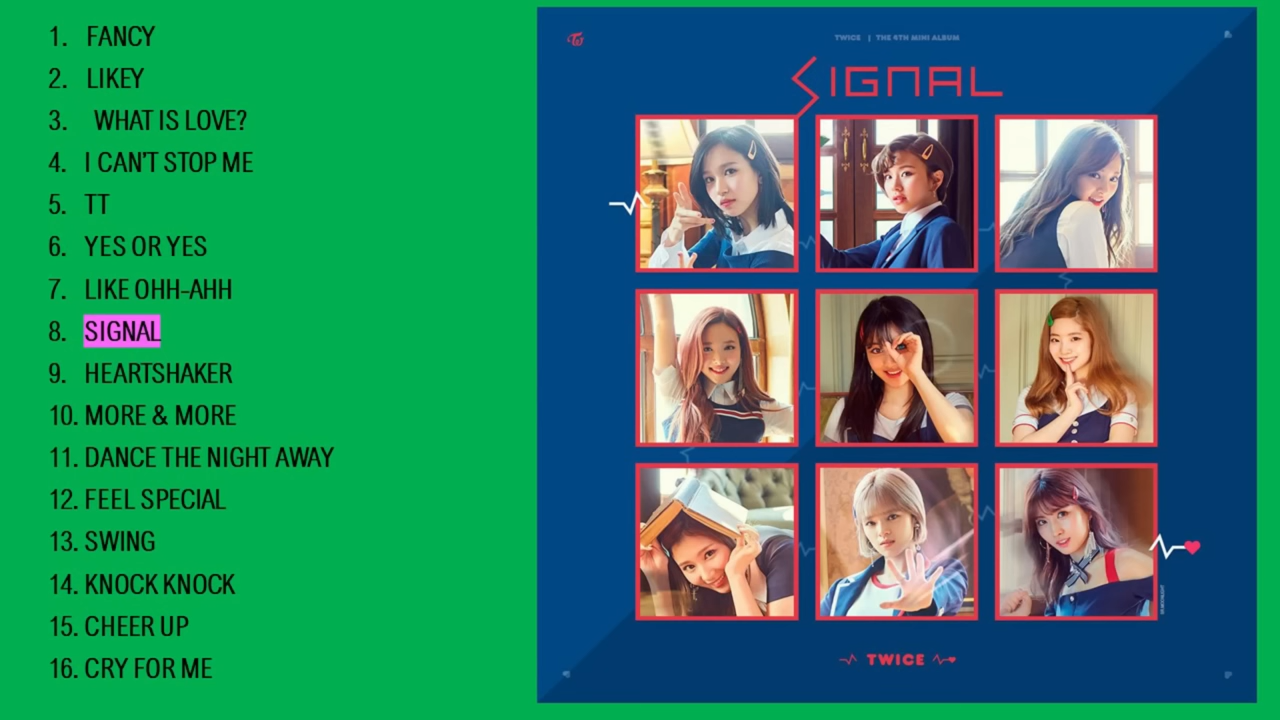 1. FANCY
2. LIKEY
3. WHAT IS LOVE?
4. I CAN'T STOP ME
5. TT
6. YES OR YES
7. LIKE OHH-AHH
8. SIGNAL
9. HEARTSHAKER
10. MORE & MORE
11. DANCE THE NIGHT AWAY
12. FEEL SPECIAL
13. SWING
14. KNOCK KNOCK
15. CHEER UP
16. CRY FOR ME
TWICE | THE 4TH MINI ALBUM
SIGNAL
TWICE